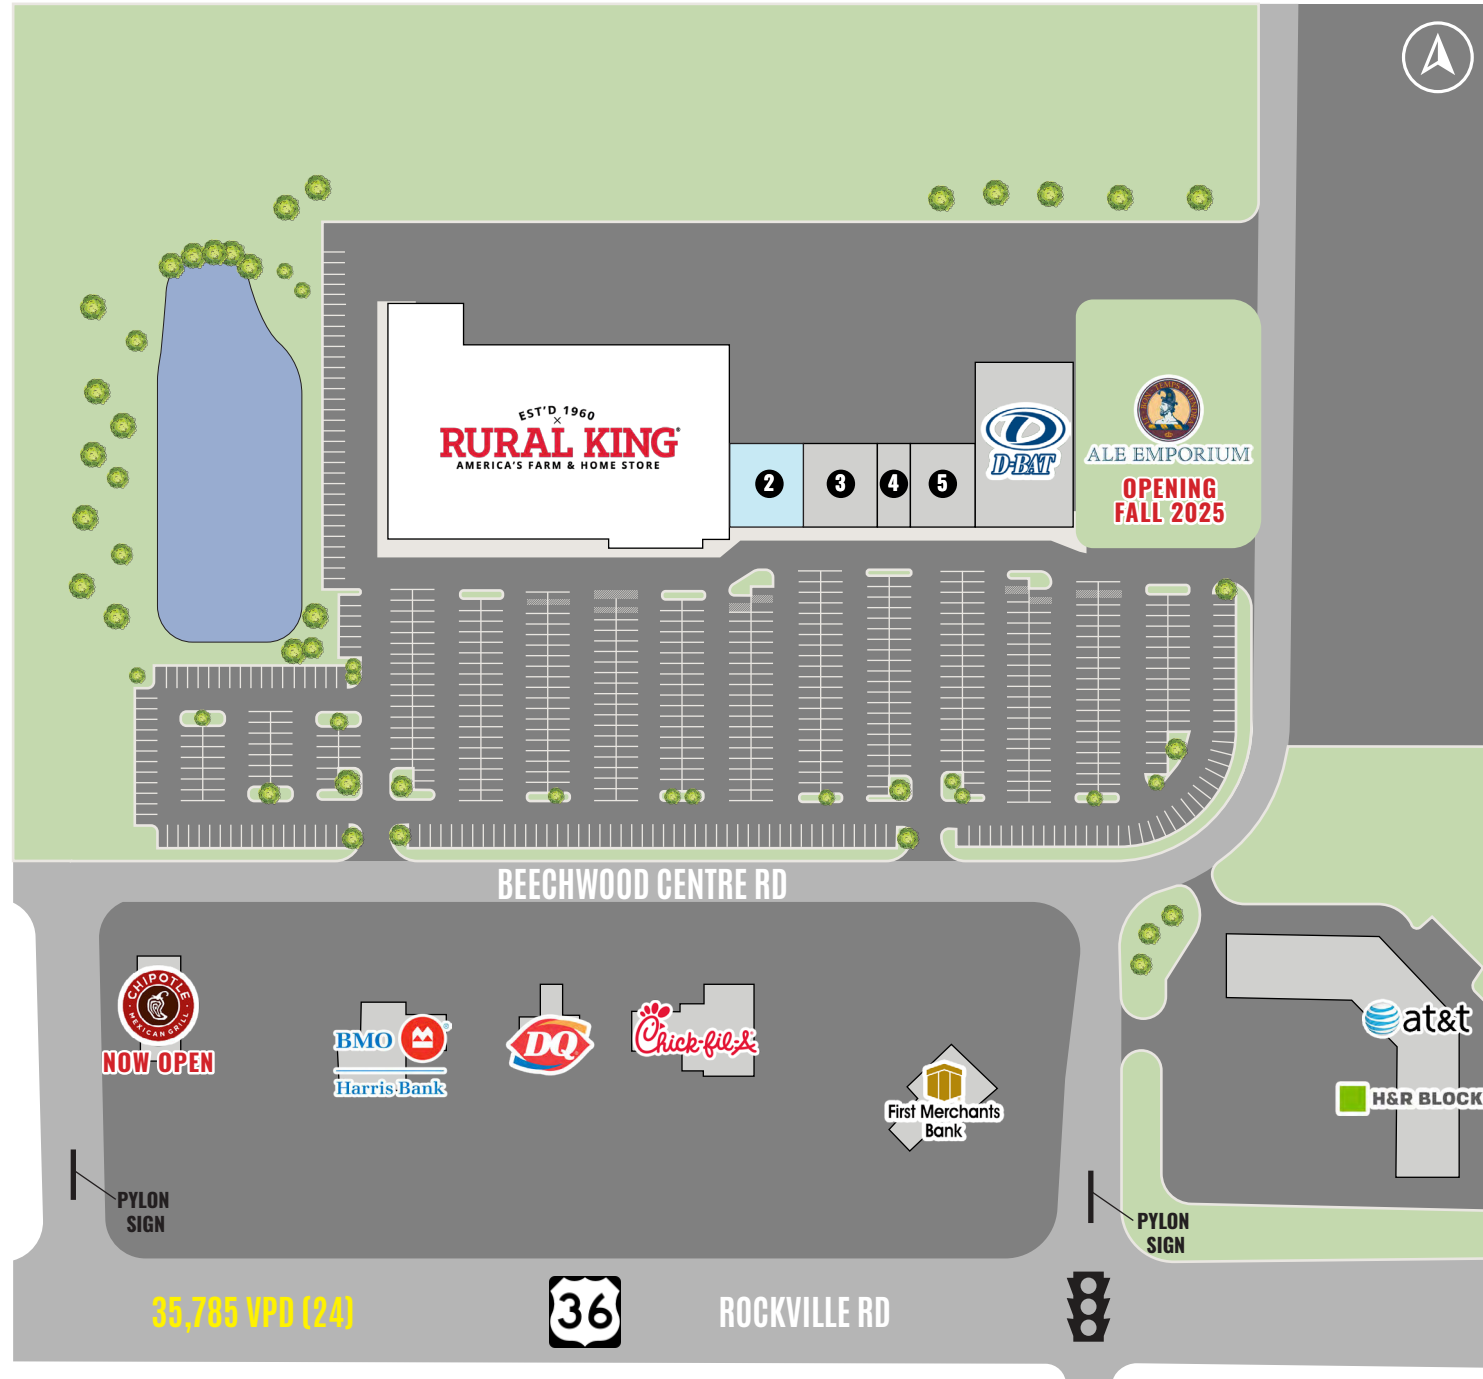 EST'D 1960
RURAL KING
AMERICA'S FARM & HOME STORE
2
3
4
5
D-BAT
ALE EMPORIUM
OPENING
FALL 2025
BEECHWOOD CENTRE RD
CHIPOTLE
MEXICAN GRILL
NOW OPEN
BMO
Harris Bank
DQ
Chick-fil-A
First Merchants
Bank
at&t
H&R BLOCK
PYLON
SIGN
PYLON
SIGN
35,785 VPD (24)
36
ROCKVILLE RD